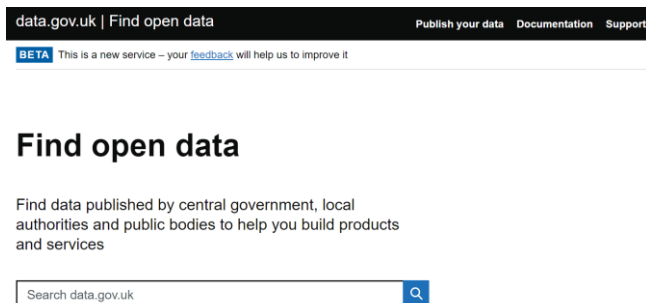 data.gov.uk | Find open data
Publish your data Documentation Support
BETA This is a new service – your feedback will help us to improve it
Find open data
Find data published by central government, local
authorities and public bodies to help you build products
and services
Search data.gov.uk